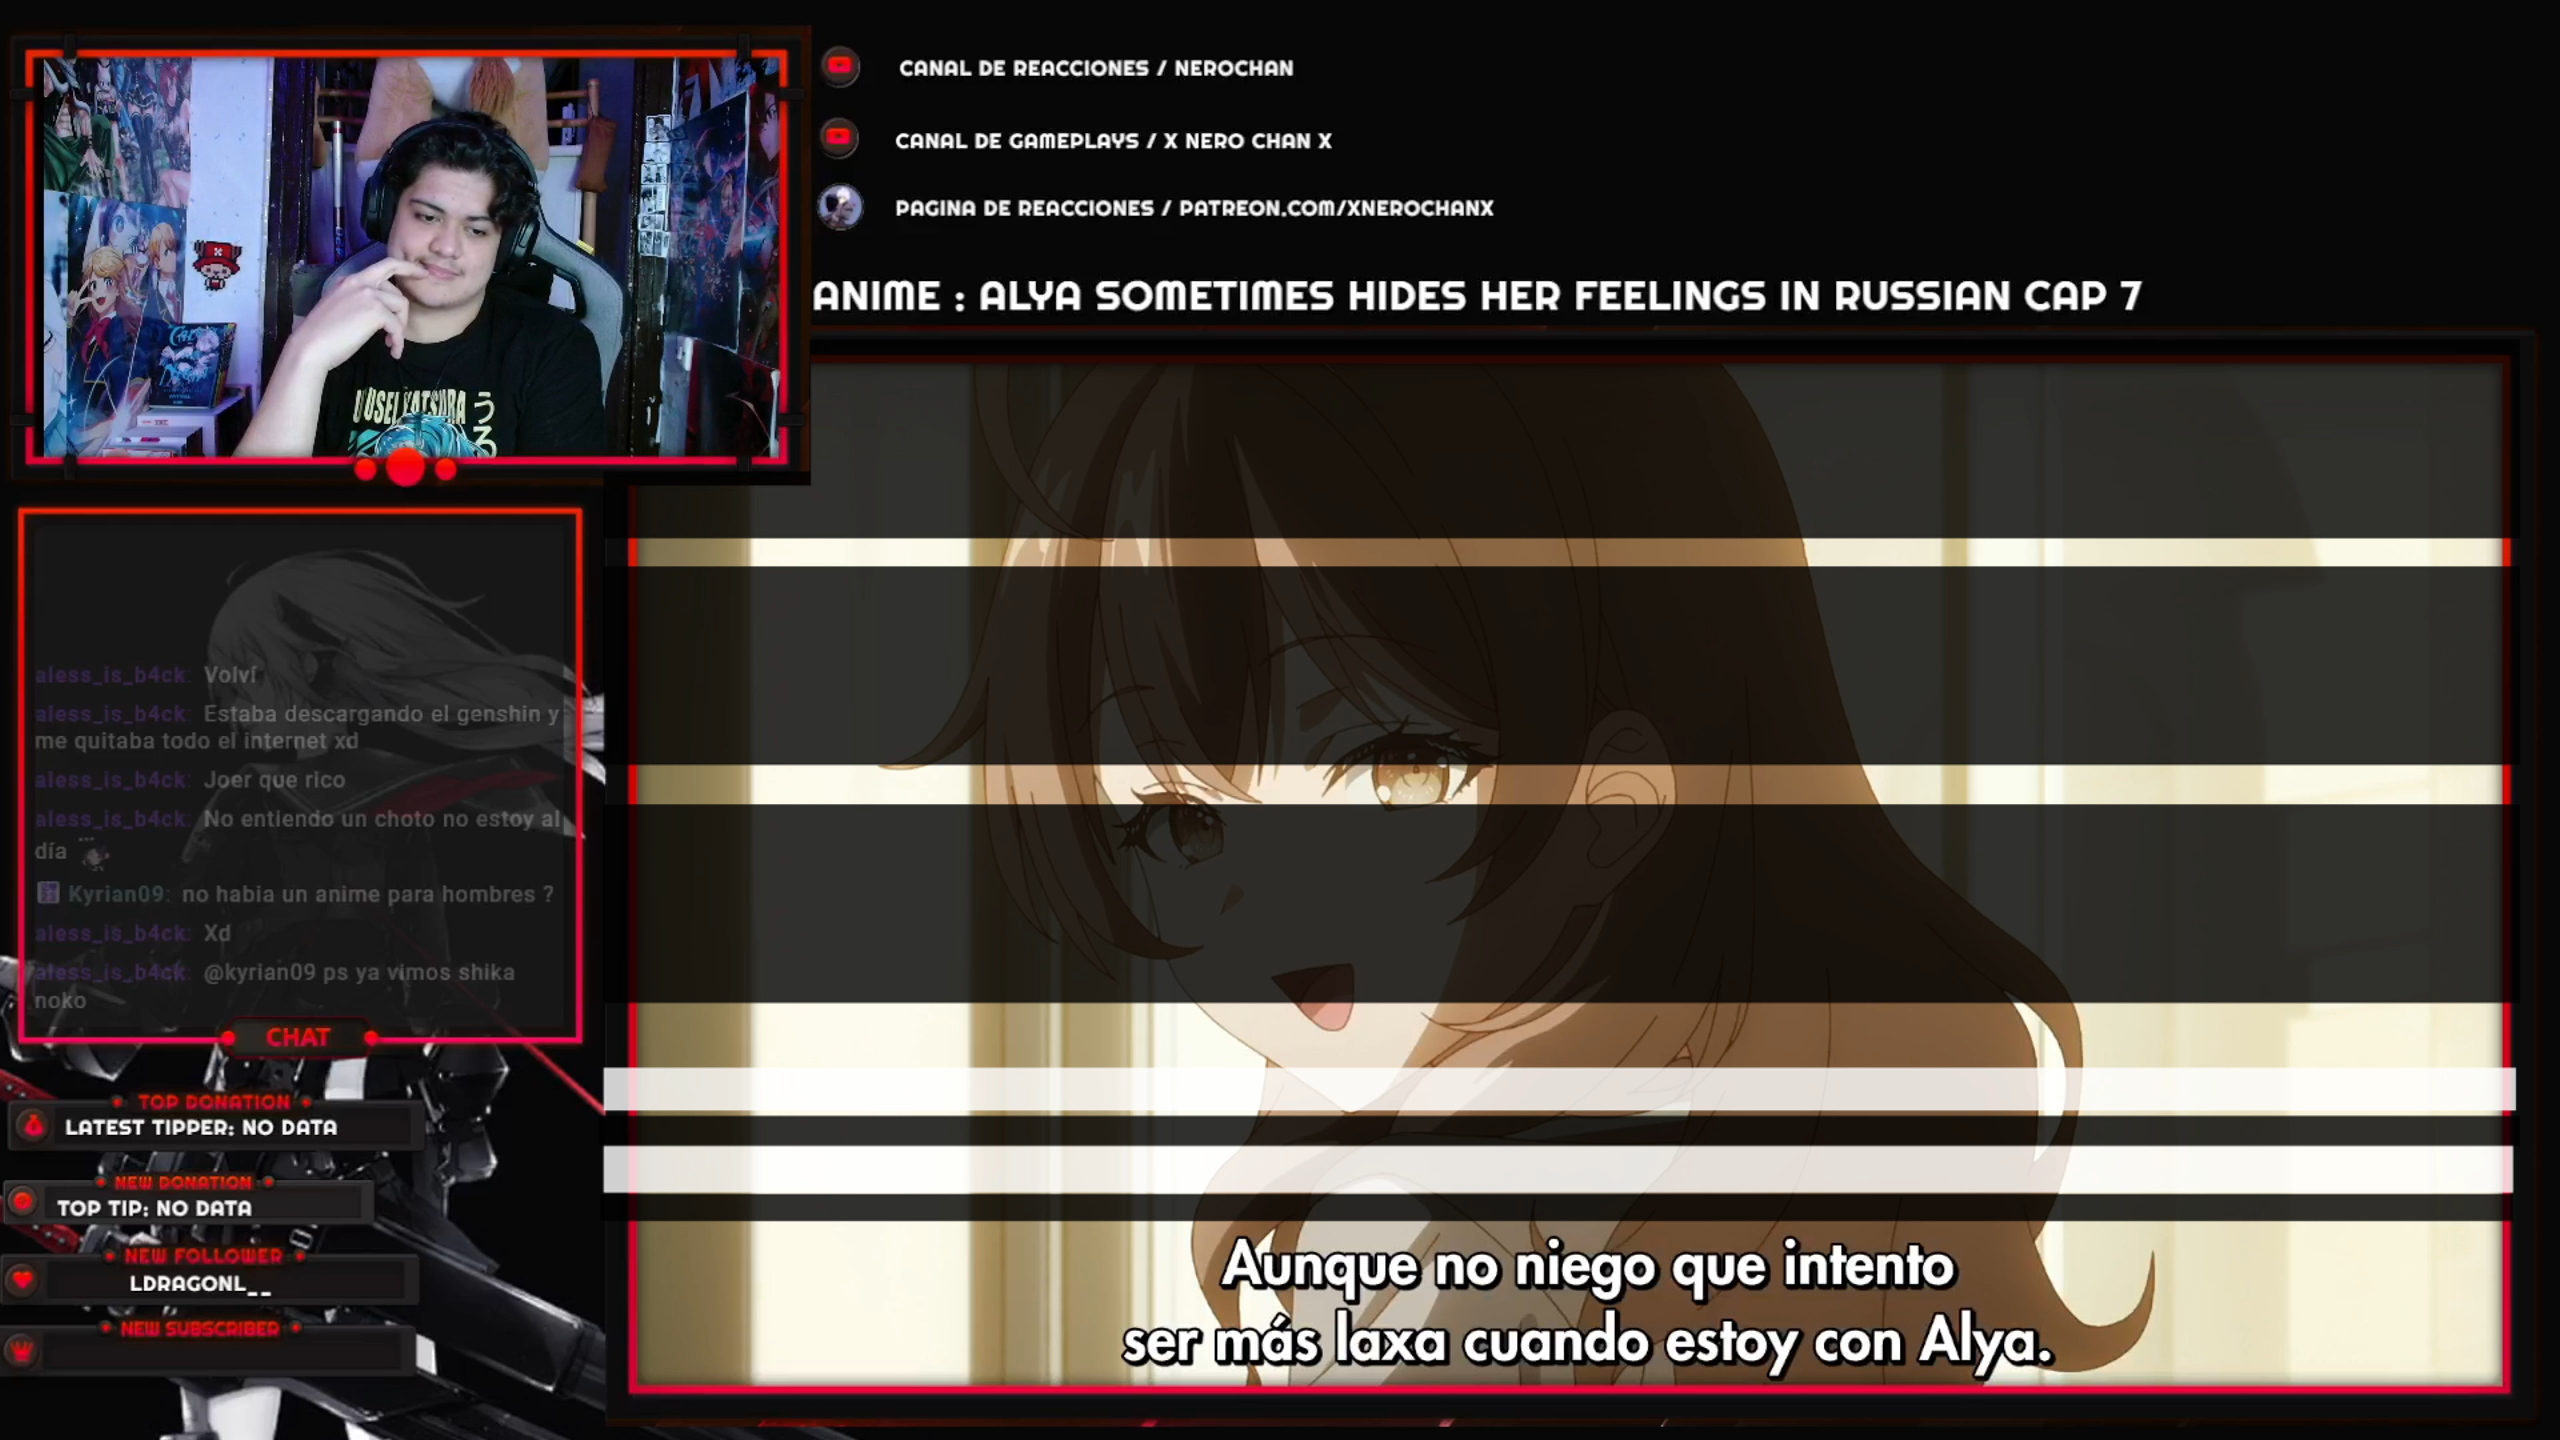 CANAL DE REACCIONES / NEROCHAN
CANAL DE GAMEPLAYS / X NERO CHAN X
PAGINA DE REACCIONES / PATREON.COM/XNEROCHANX
ANIME : ALYA SOMETIMES HIDES HER FEELINGS IN RUSSIAN CAP 7
aless_is_b4ck: Volví
aless_is_b4ck: Estaba descargando el genshin y
me quitaba todo el internet xd
aless_is_b4ck: Joer que rico
aless_is_b4ck: No entiendo un choto no estoy al
día
Kyrian09: no habia un anime para hombres ?
aless_is_b4ck: Xd
aless_is_b4ck: @kyrian09 ps ya vimos shika
noko
CHAT
TOP DONATION
LATEST TIPPER: NO DATA
NEW DONATION
TOP TIP: NO DATA
NEW FOLLOWER
LDRAGONL__
NEW SUBSCRIBER
Aunque no niego que intento
ser más laxa cuando estoy con Alya.